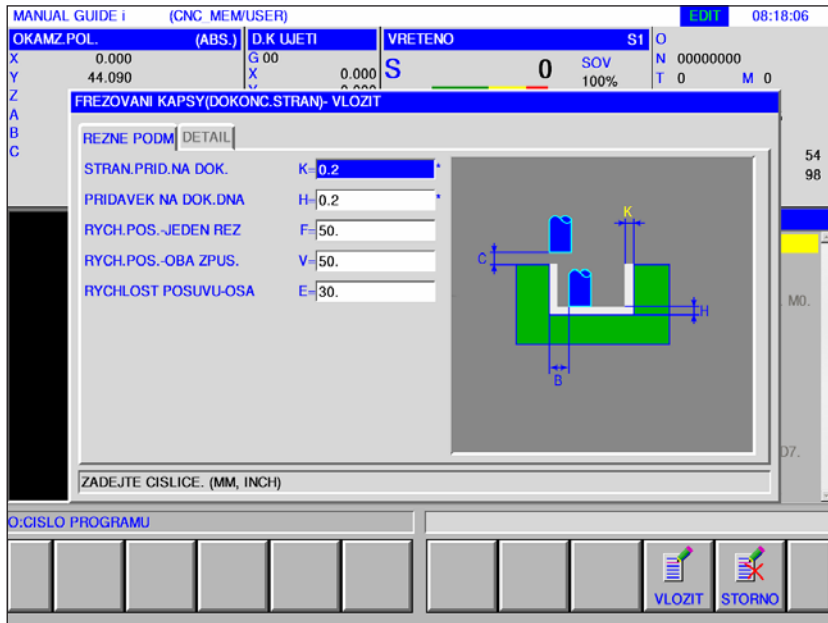 MANUAL GUIDE i (CNC_MEM/USER) EDIT 08:18:06
OKAMZ.POL. (ABS.) D.K UJETI VRETENO S1 O
X 0.000 G 00 N 00000000
Y 44.090 X 0.000 S 0 SOV 100% T 0 M 0
Z
A
B
C
54
98
FREZOVANI KAPSY(DOKONC.STRAN)- VLOZIT
REZNE PODM DETAIL
STRAN.PRID.NA DOK. K=0.2 *
PRIDAVEK NA DOK.DNA H=0.2 *
RYCH.POS.-JEDEN REZ F=50.
RYCH.POS.-OBA ZPUS. V=50.
RYCHLOST POSUVU-OSA E=30.
K
C
H
B
M0.
D7.
ZADEJTE CISLICE. (MM, INCH)
O:CISLO PROGRAMU
VLOZIT STORNO